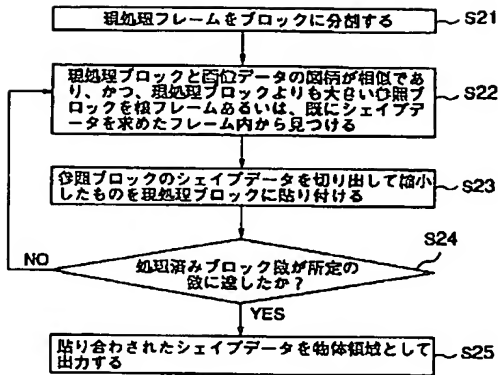 現処理フレームをブロックに分割する
S21
現処理ブロックと画位データの図柄が相似であ
り、かつ、現処理ブロックよりも大きい参照ブ
ロックを該フレームあるいは、既にシェイプデ
ータを求めたフレーム内から見つける
S22
参照ブロックのシェイプデータを切り出して縮小
したものを現処理ブロックに貼り付ける
S23
S24
処理済みブロック数が所定の
数に達したか？
NO
YES
貼り合わされたシェイプデータを物体領域として
出力する
S25